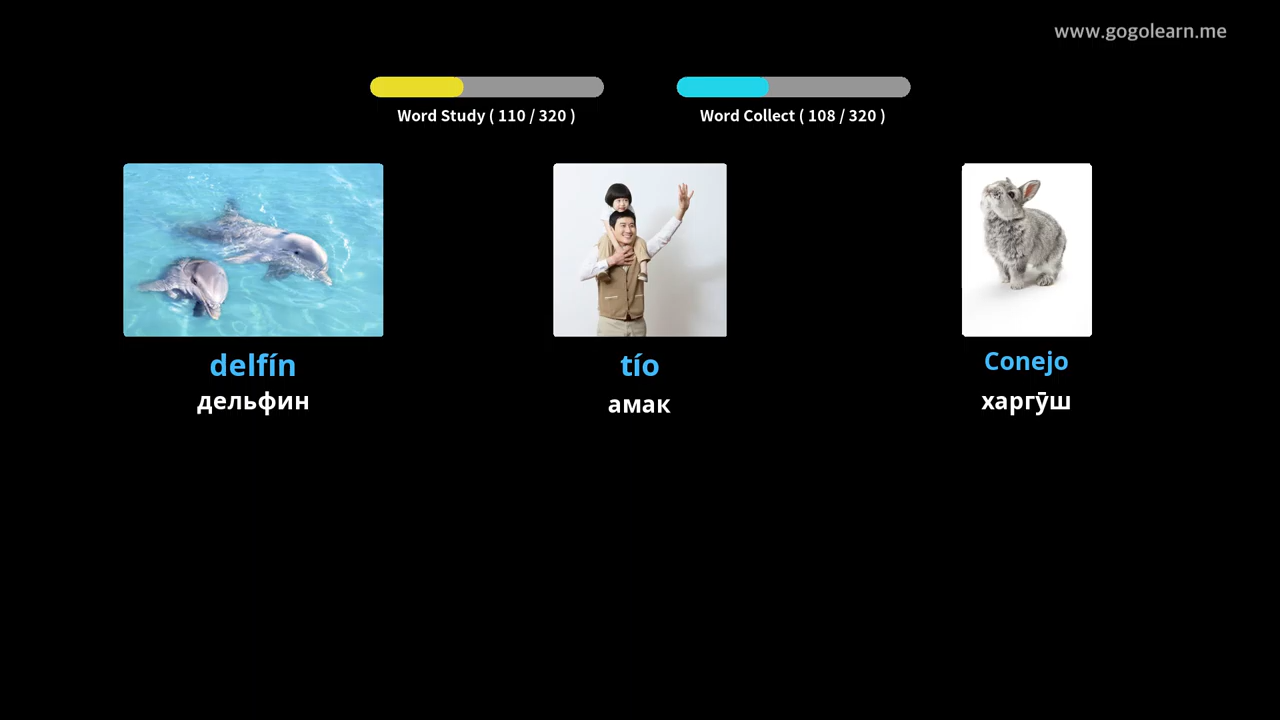 www.gogolearn.me
Word Study ( 110 / 320 )
Word Collect ( 108 / 320 )
delfín
дельфин
tío
амак
Conejo
харгӯш